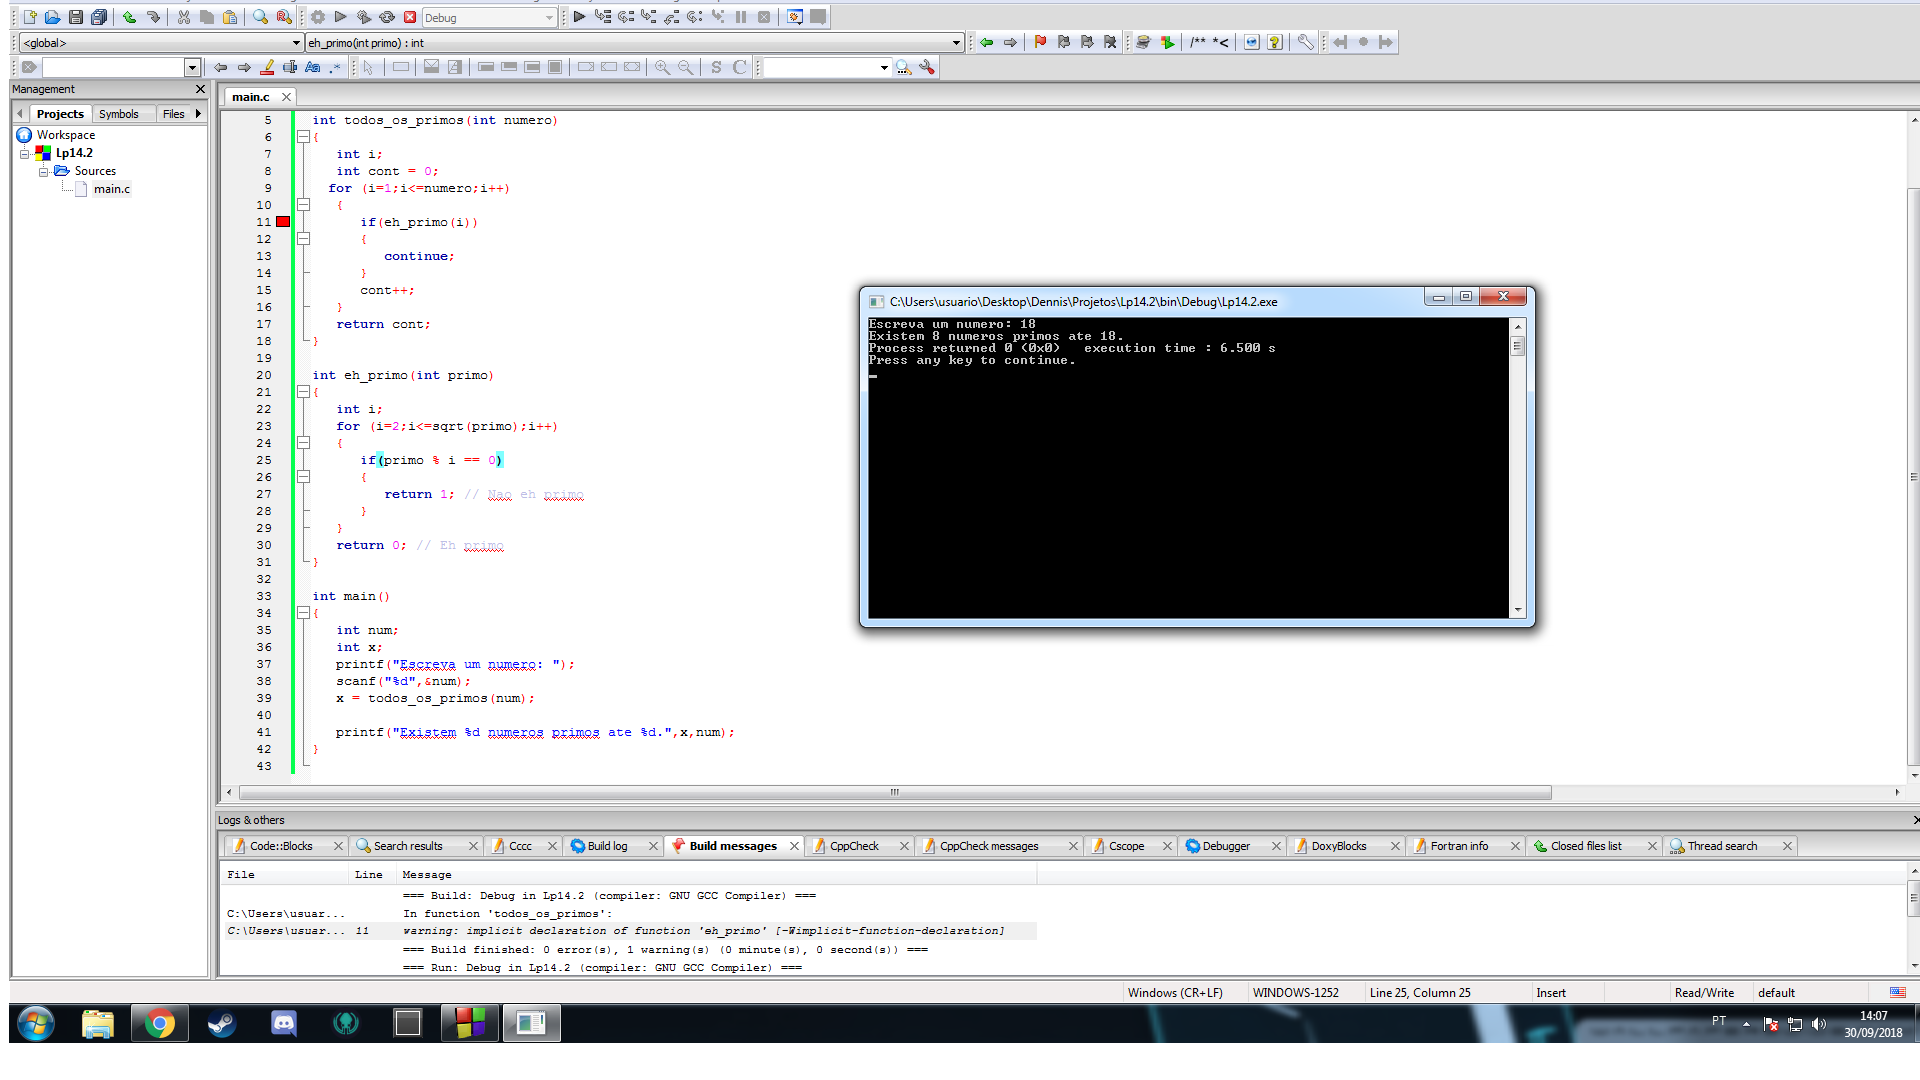 Debug
<global>
eh_primo(int primo) : int
/** *<
Aa .*
S C
Management
Projects Symbols Files
Workspace
Lp14.2
Sources
main.c
main.c
5 int todos_os_primos(int numero)
6 {
7 int i;
8 int cont = 0;
9 for (i=1;i<=numero;i++)
10 {
11 if(eh_primo(i))
12 {
13 continue;
14 }
15 cont++;
16 }
17 return cont;
18 }
19
20 int eh_primo(int primo)
21 {
22 int i;
23 for (i=2;i<=sqrt(primo);i++)
24 {
25 if(primo % i == 0)
26 {
27 return 1; // Nao eh primo
28 }
29 }
30 return 0; // Eh primo
31 }
32
33 int main()
34 {
35 int num;
36 int x;
37 printf("Escreva um numero: ");
38 scanf("%d",&num);
39 x = todos_os_primos(num);
40
41 printf("Existem %d numeros primos ate %d.",x,num);
42 }
43
C:\Users\usuario\Desktop\Dennis\Projetos\Lp14.2\bin\Debug\Lp14.2.exe
Escreva um numero: 18
Existem 8 numeros primos ate 18.
Process returned 0 (0x0) execution time : 6.500 s
Press any key to continue.
Logs & others
Code::Blocks Search results Cccc Build log Build messages CppCheck CppCheck messages Cscope Debugger DoxyBlocks Fortran info Closed files list Thread search
File Line Message
=== Build: Debug in Lp14.2 (compiler: GNU GCC Compiler) ===
C:\Users\usuar... In function 'todos_os_primos':
C:\Users\usuar... 11 warning: implicit declaration of function 'eh_primo' [-Wimplicit-function-declaration]
=== Build finished: 0 error(s), 1 warning(s) (0 minute(s), 0 second(s)) ===
=== Run: Debug in Lp14.2 (compiler: GNU GCC Compiler) ===
Windows (CR+LF) WINDOWS-1252 Line 25, Column 25 Insert Read/Write default
PT
14:07
30/09/2018